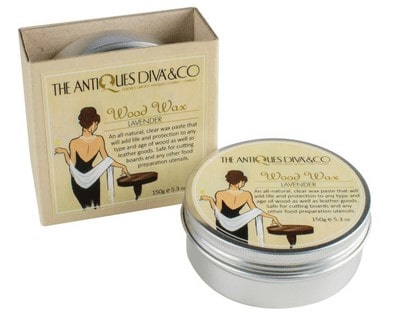 THE ANTIQUES DIVA&CO
Wood Wax
LAVENDER
An all-natural, clear wax paste that
will add life and protection to any
type and age of wood as well as
leather goods. Safe for cutting
boards and any other food
preparation utensils.
150g e 5.3 oz
THE ANTIQUES DIVA&CO
Wood Wax
LAVENDER
An all-natural, clear wax paste that
will add life and protection to any
age of wood as well as
leather goods. Safe for
cutting boards and any
other food preparation
utensils.
150g e 5.3 oz